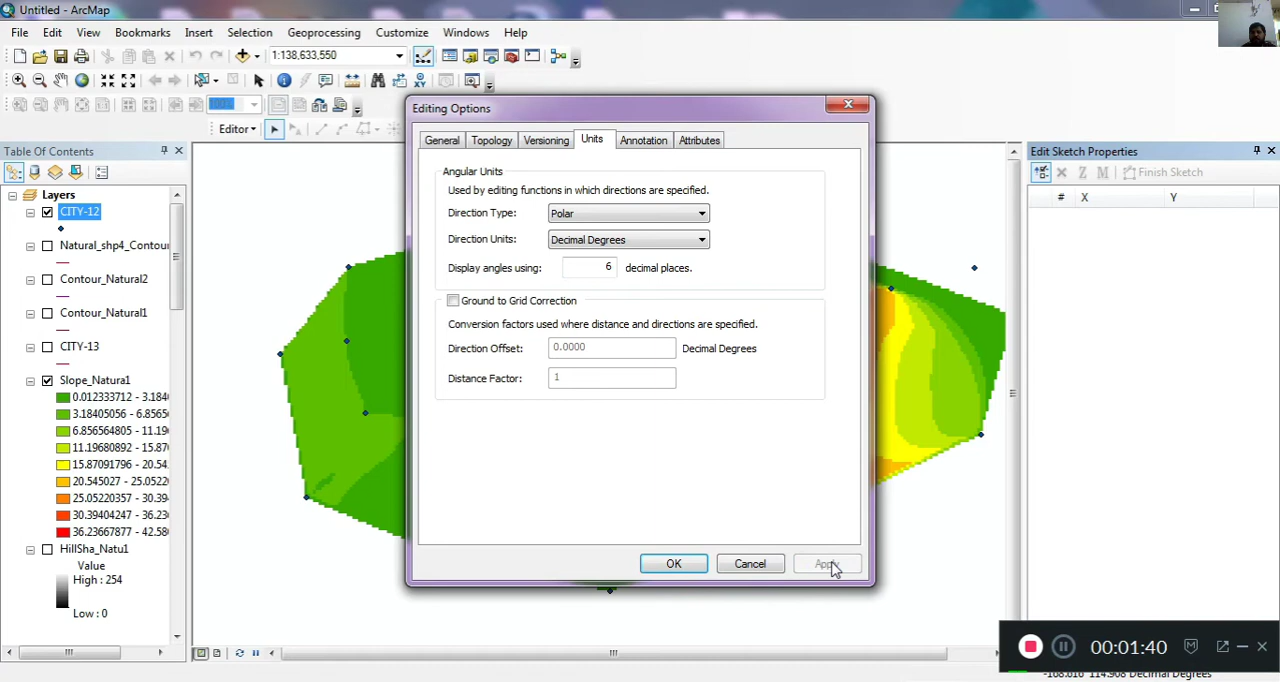 Untitled - ArcMap
File Edit View Bookmarks Insert Selection Geoprocessing Customize Windows Help
1:138,633,550
100%
Editor
Table Of Contents
Layers
CITY-12
Natural_shp4_Contou
Contour_Natural2
Contour_Natural1
CITY-13
Slope_Natura1
0.012333712 - 3.1840
3.18405056 - 6.8565
6.856564805 - 11.19
11.19680892 - 15.87
15.87091796 - 20.54
20.545 - 25.0522
25.05220357 - 30.39
30.39404247 - 36.23
36.23667877 - 42.58
HillSha_Natu1
Value
High : 254
Low : 0
Editing Options
General Topology Versioning Units Annotation Attributes
Angular Units
Used by editing functions in which directions are specified.
Direction Type: Polar
Direction Units: Decimal Degrees
Display angles using: 6 decimal places.
Ground to Grid Correction
Conversion factors used where distance and directions are specified.
Direction Offset: 0.0000 Decimal Degrees
Distance Factor: 1
OK Cancel Apply
Edit Sketch Properties
Z M Finish Sketch
# X Y
00:01:40
Decimal Degrees